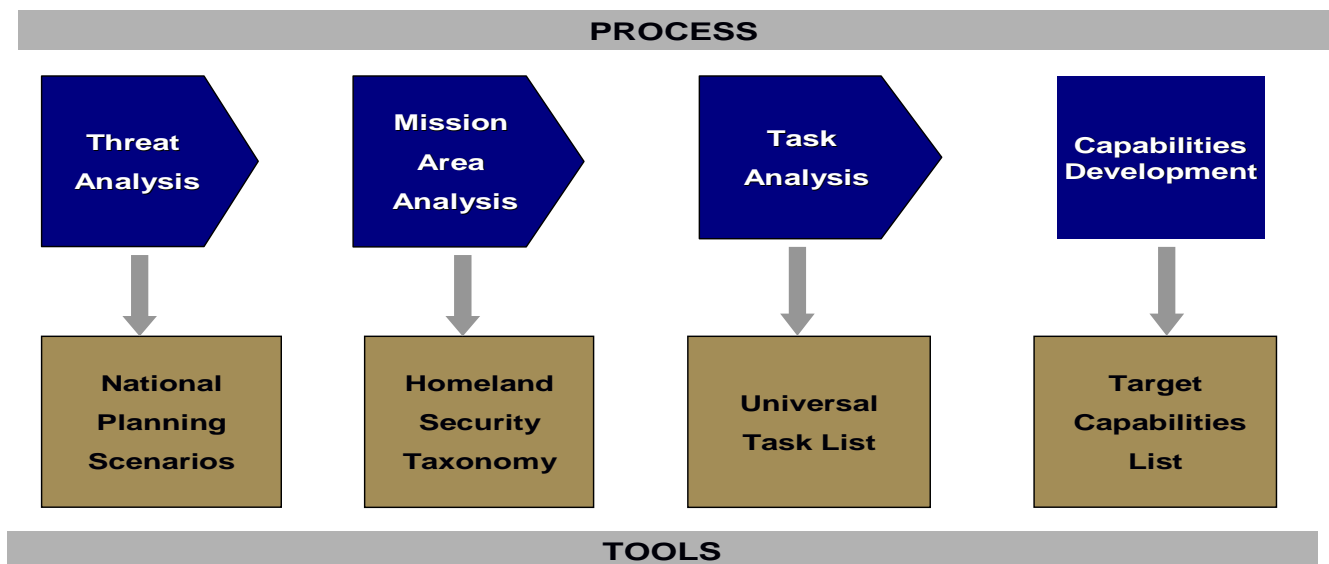 PROCESS
Threat
Analysis
Mission
Area
Analysis
Task
Analysis
Capabilities
Development
National
Planning
Scenarios
Homeland
Security
Taxonomy
Universal
Task List
Target
Capabilities
List
TOOLS